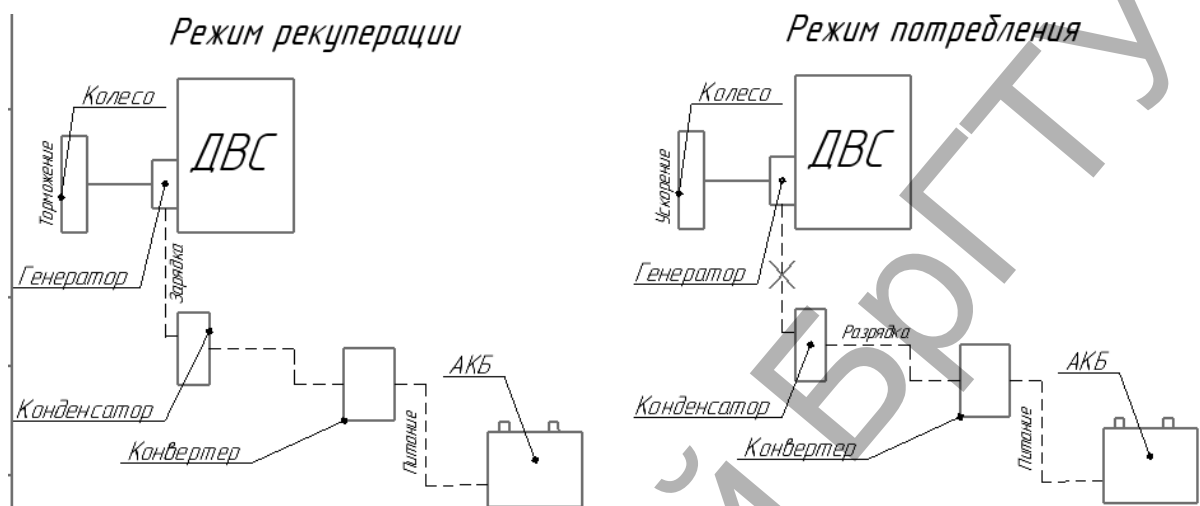 Режим рекуперации
Колесо
ДВС
Торможение
Генератор
Зарядка
Конденсатор
Конвертер
Питание
АКБ
Режим потребления
Колесо
ДВС
Ускорение
Генератор
Разрядка
Конденсатор
Конвертер
Питание
АКБ
й БрГТУ